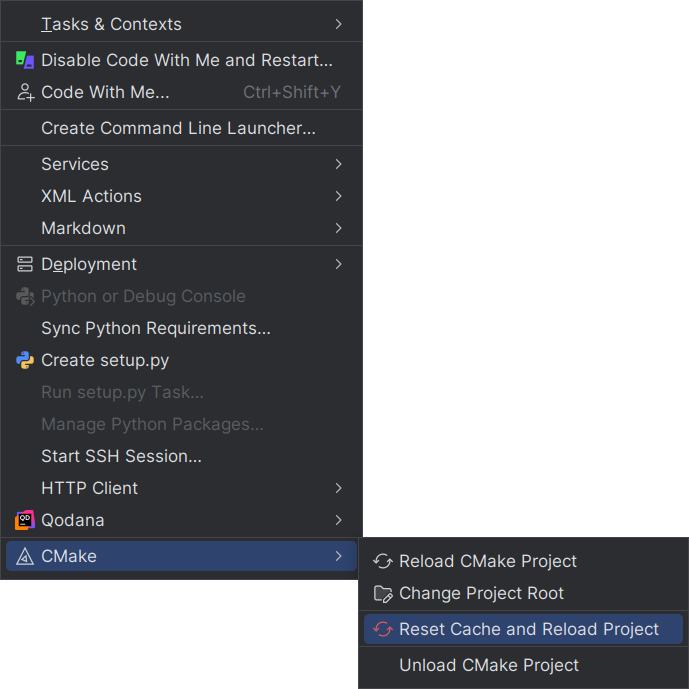 Tasks & Contexts
Disable Code With Me and Restart...
Code With Me... Ctrl+Shift+Y
Create Command Line Launcher...
Services
XML Actions
Markdown
Deployment
Python or Debug Console
Sync Python Requirements...
Create setup.py
Run setup.py Task...
Manage Python Packages...
Start SSH Session...
HTTP Client
QD Qodana
CMake
Reload CMake Project
Change Project Root
Reset Cache and Reload Project
Unload CMake Project